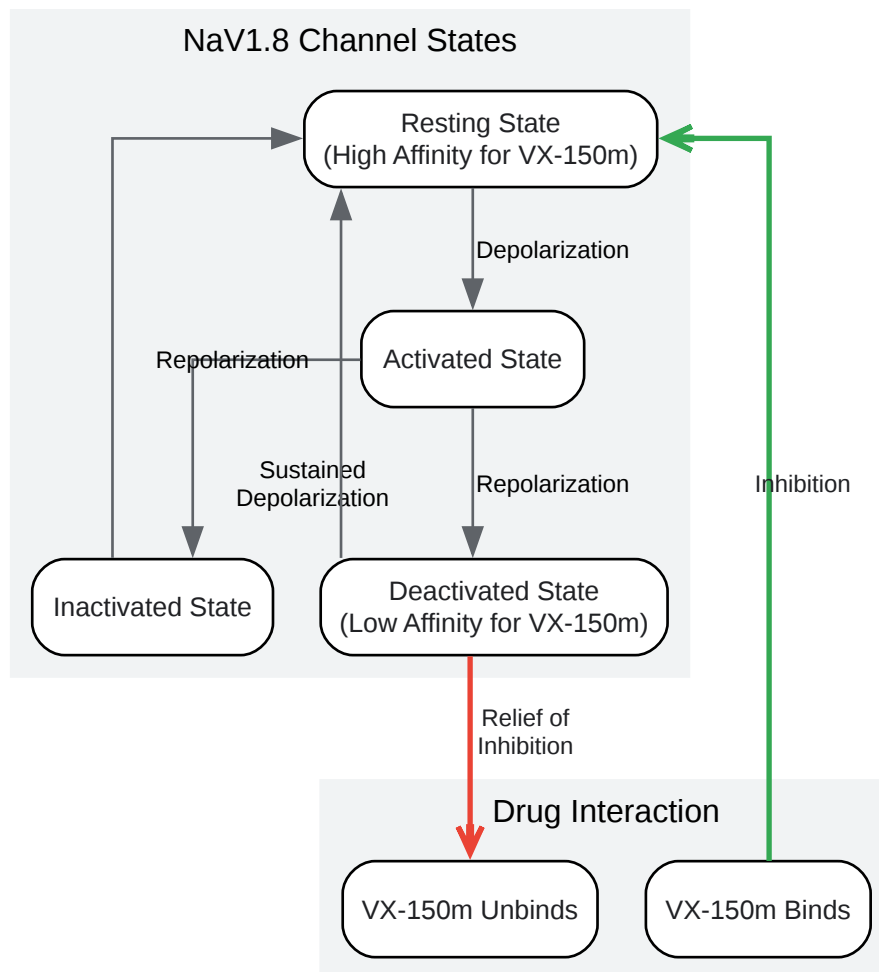 NaV1.8 Channel States
Resting State
(High Affinity for VX-150m)
Depolarization
Repolarization
Activated State
Sustained
Depolarization
Repolarization
Inhibition
Inactivated State
Deactivated State
(Low Affinity for VX-150m)
Relief of
Inhibition
Drug Interaction
VX-150m Unbinds
VX-150m Binds